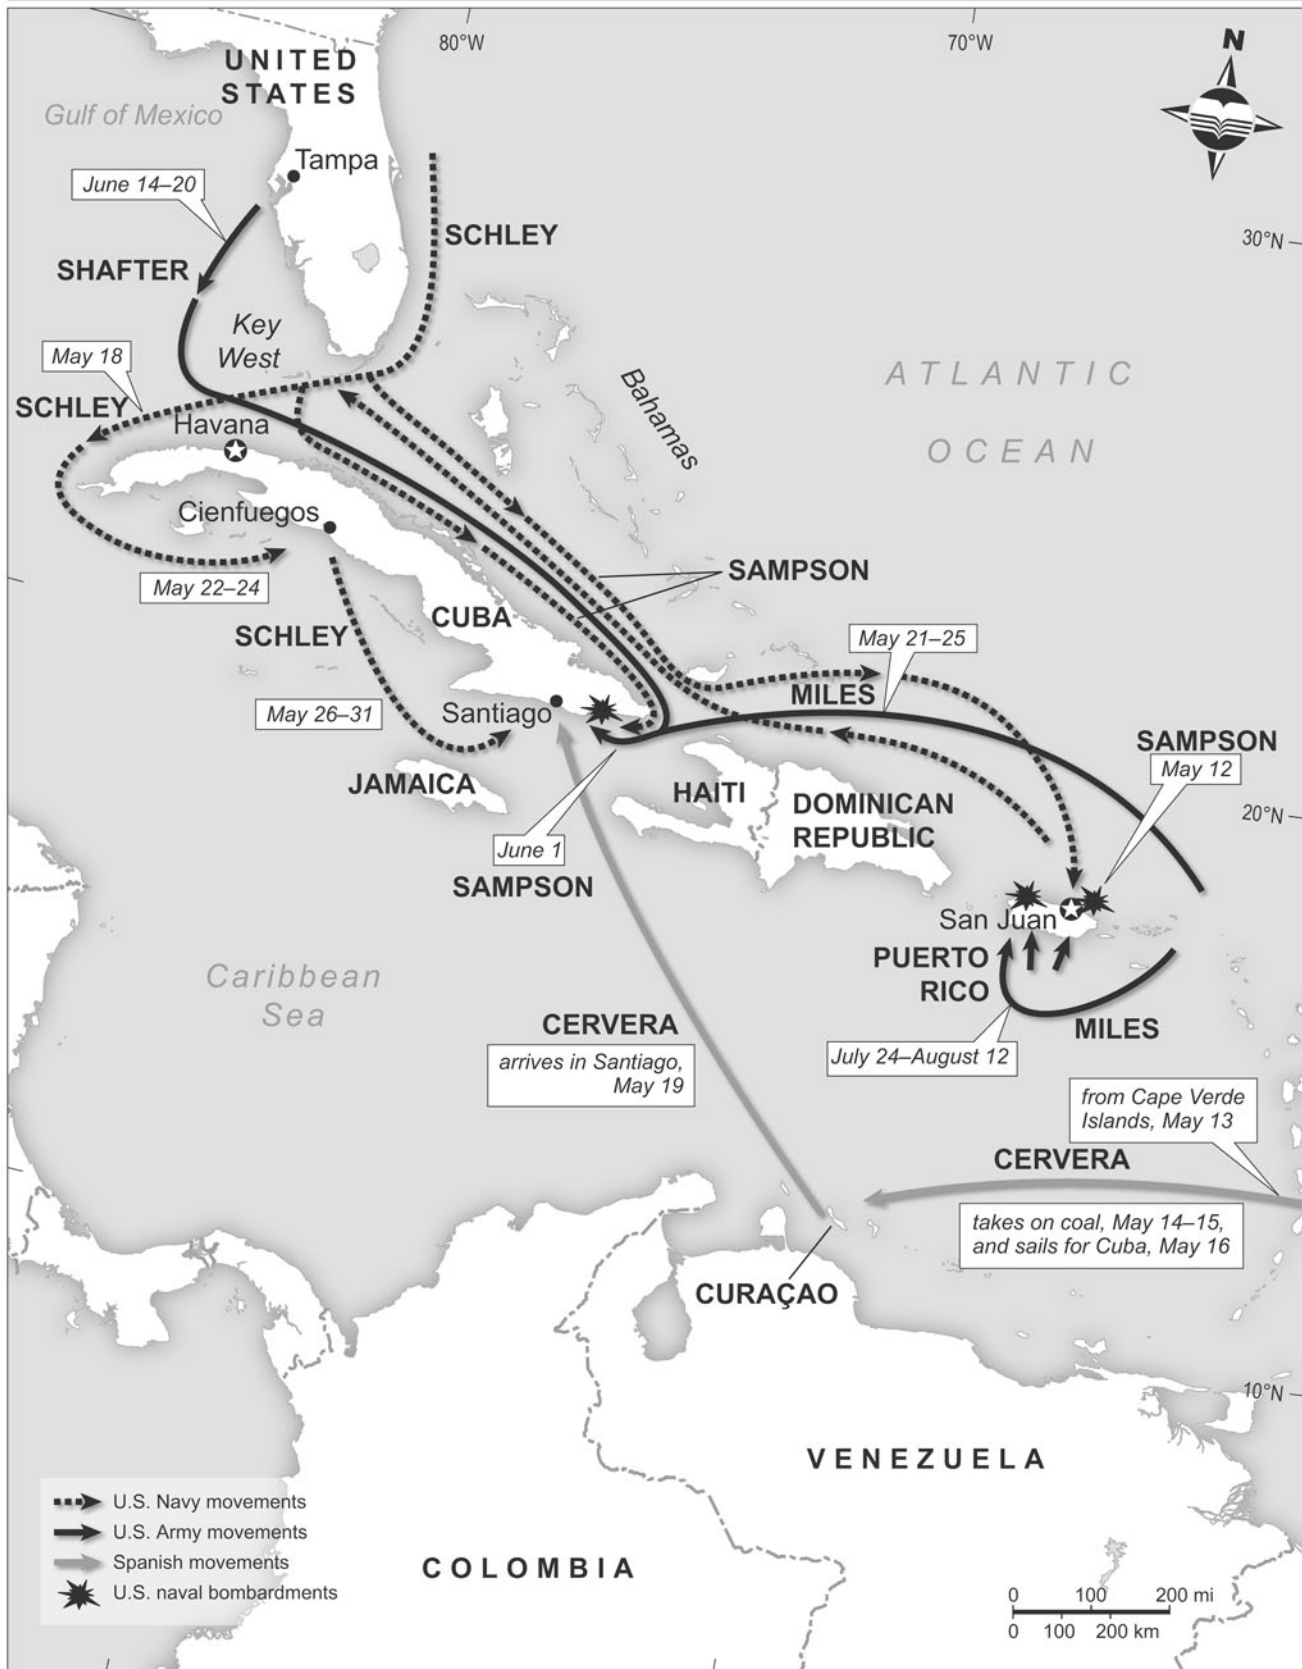 80°W
70°W
N
UNITED
STATES
Gulf of Mexico
Tampa
June 14–20
SCHLEY
30°N
SHAFTER
Key
West
May 18
ATLANTIC
OCEAN
Bahamas
SCHLEY
Havana
Cienfuegos
SAMPSON
May 22–24
CUBA
SCHLEY
May 21–25
MILES
May 26–31
Santiago
SAMPSON
May 12
JAMAICA
HAITI
DOMINICAN
REPUBLIC
20°N
June 1
SAMPSON
San Juan
PUERTO
RICO
Caribbean
Sea
CERVERA
arrives in Santiago,
May 19
MILES
July 24–August 12
from Cape Verde
Islands, May 13
CERVERA
takes on coal, May 14–15,
and sails for Cuba, May 16
CURAÇAO
10°N
VENEZUELA
COLOMBIA
U.S. Navy movements
U.S. Army movements
Spanish movements
U.S. naval bombardments
0 100 200 mi
0 100 200 km